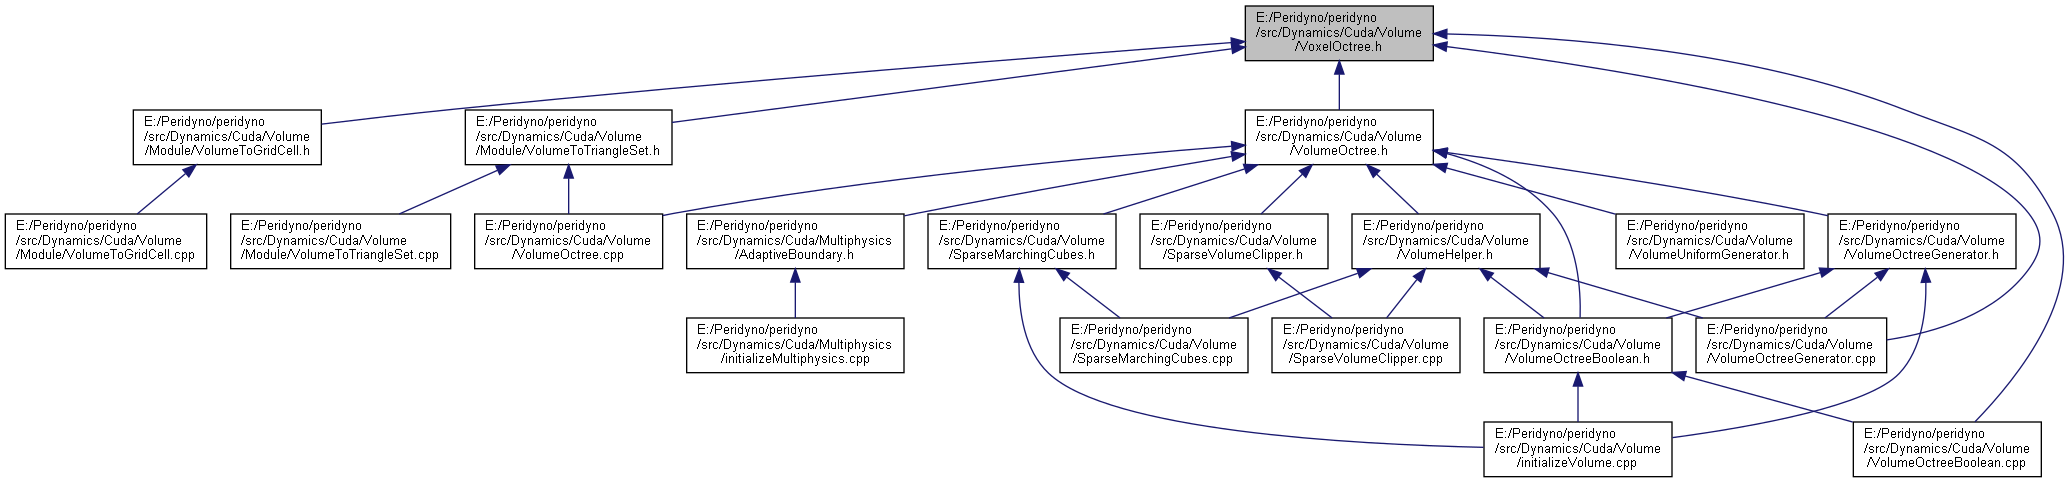 E:/Peridyno/peridyno
/src/Dynamics/Cuda/Volume
/VoxelOctree.h
E:/Peridyno/peridyno
/src/Dynamics/Cuda/Volume
/Module/VolumeToGridCell.h
E:/Peridyno/peridyno
/src/Dynamics/Cuda/Volume
/Module/VolumeToTriangleSet.h
E:/Peridyno/peridyno
/src/Dynamics/Cuda/Volume
/VolumeOctree.h
E:/Peridyno/peridyno
/src/Dynamics/Cuda/Volume
/Module/VolumeToGridCell.cpp
E:/Peridyno/peridyno
/src/Dynamics/Cuda/Volume
/Module/VolumeToTriangleSet.cpp
E:/Peridyno/peridyno
/src/Dynamics/Cuda/Volume
/VolumeOctree.cpp
E:/Peridyno/peridyno
/src/Dynamics/Cuda/Multiphysics
/AdaptiveBoundary.h
E:/Peridyno/peridyno
/src/Dynamics/Cuda/Volume
/SparseMarchingCubes.h
E:/Peridyno/peridyno
/src/Dynamics/Cuda/Volume
/SparseVolumeClipper.h
E:/Peridyno/peridyno
/src/Dynamics/Cuda/Volume
/VolumeHelper.h
E:/Peridyno/peridyno
/src/Dynamics/Cuda/Volume
/VolumeUniformGenerator.h
E:/Peridyno/peridyno
/src/Dynamics/Cuda/Volume
/VolumeOctreeGenerator.h
E:/Peridyno/peridyno
/src/Dynamics/Cuda/Multiphysics
/initializeMultiphysics.cpp
E:/Peridyno/peridyno
/src/Dynamics/Cuda/Volume
/SparseMarchingCubes.cpp
E:/Peridyno/peridyno
/src/Dynamics/Cuda/Volume
/SparseVolumeClipper.cpp
E:/Peridyno/peridyno
/src/Dynamics/Cuda/Volume
/VolumeOctreeBoolean.h
E:/Peridyno/peridyno
/src/Dynamics/Cuda/Volume
/VolumeOctreeGenerator.cpp
E:/Peridyno/peridyno
/src/Dynamics/Cuda/Volume
/initializeVolume.cpp
E:/Peridyno/peridyno
/src/Dynamics/Cuda/Volume
/VolumeOctreeBoolean.cpp